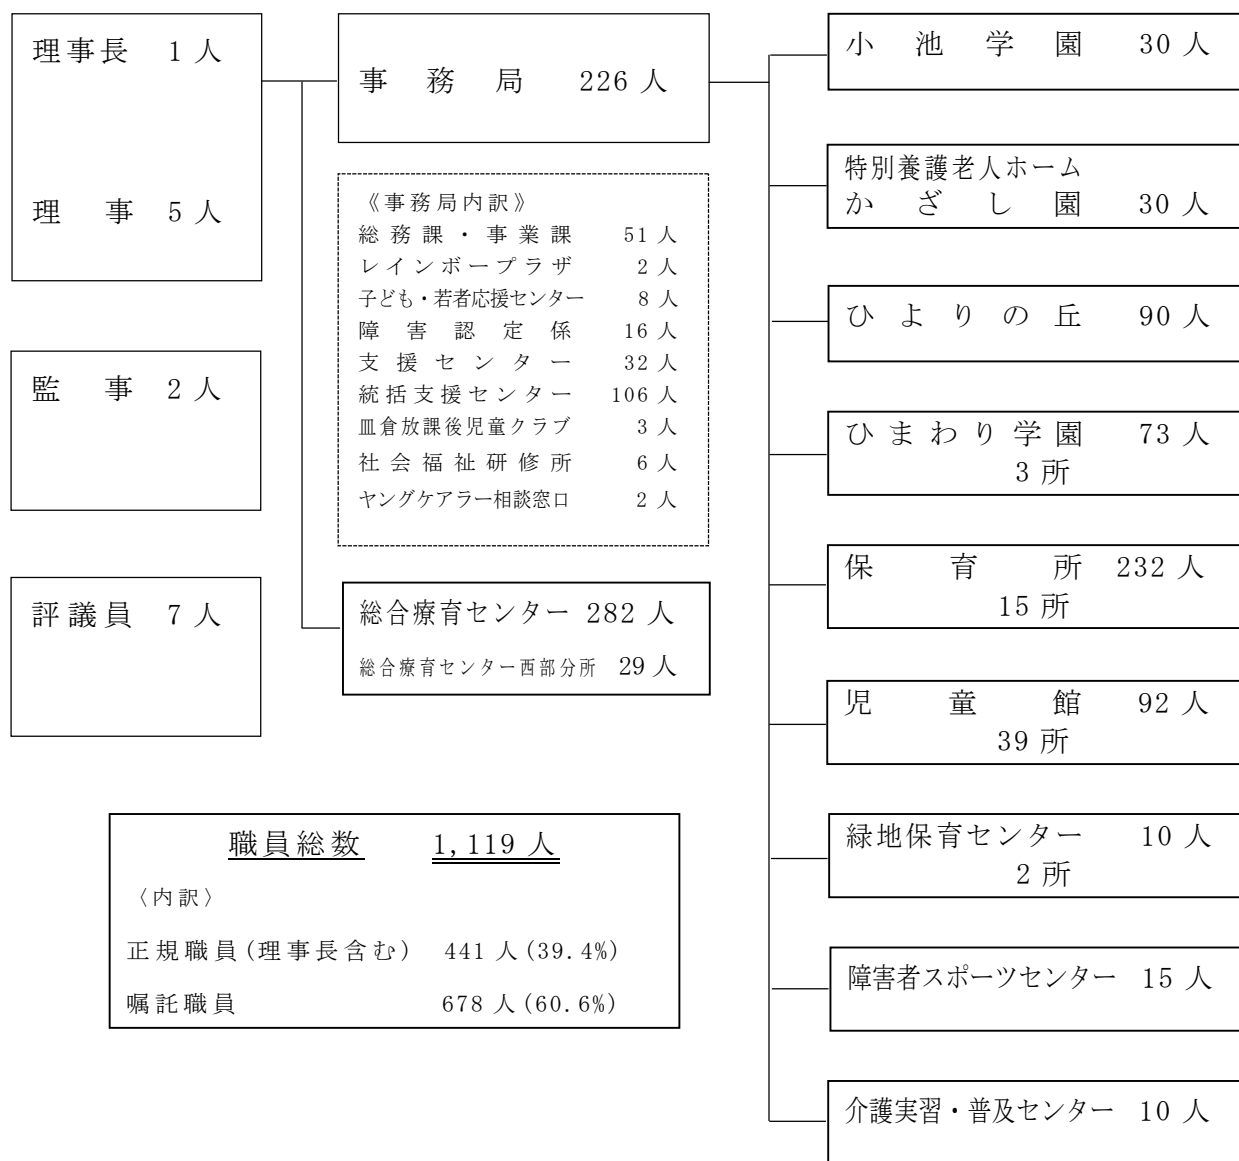 理事長 1人
理事 5人
監事 2人
評議員 7人
事務局 226人
《事務局内訳》
総務課・事業課 51人
レインボープラザ 2人
子ども・若者応援センター 8人
障害認定係 16人
支援センター 32人
統括支援センター 106人
皿倉放課後児童クラブ 3人
社会福祉研修所 6人
ヤングケアラー相談窓口 2人
総合療育センター 282人
総合療育センター西部分所 29人
小池学園 30人
特別養護老人ホーム
かざし園 30人
ひよりの丘 90人
ひまわり学園 73人
3所
保育所 232人
15所
児童館 92人
39所
緑地保育センター 10人
2所
障害者スポーツセンター 15人
介護実習・普及センター 10人
職員総数 1,119人
〈内訳〉
正規職員(理事長含む) 441人(39.4%)
嘱託職員 678人(60.6%)